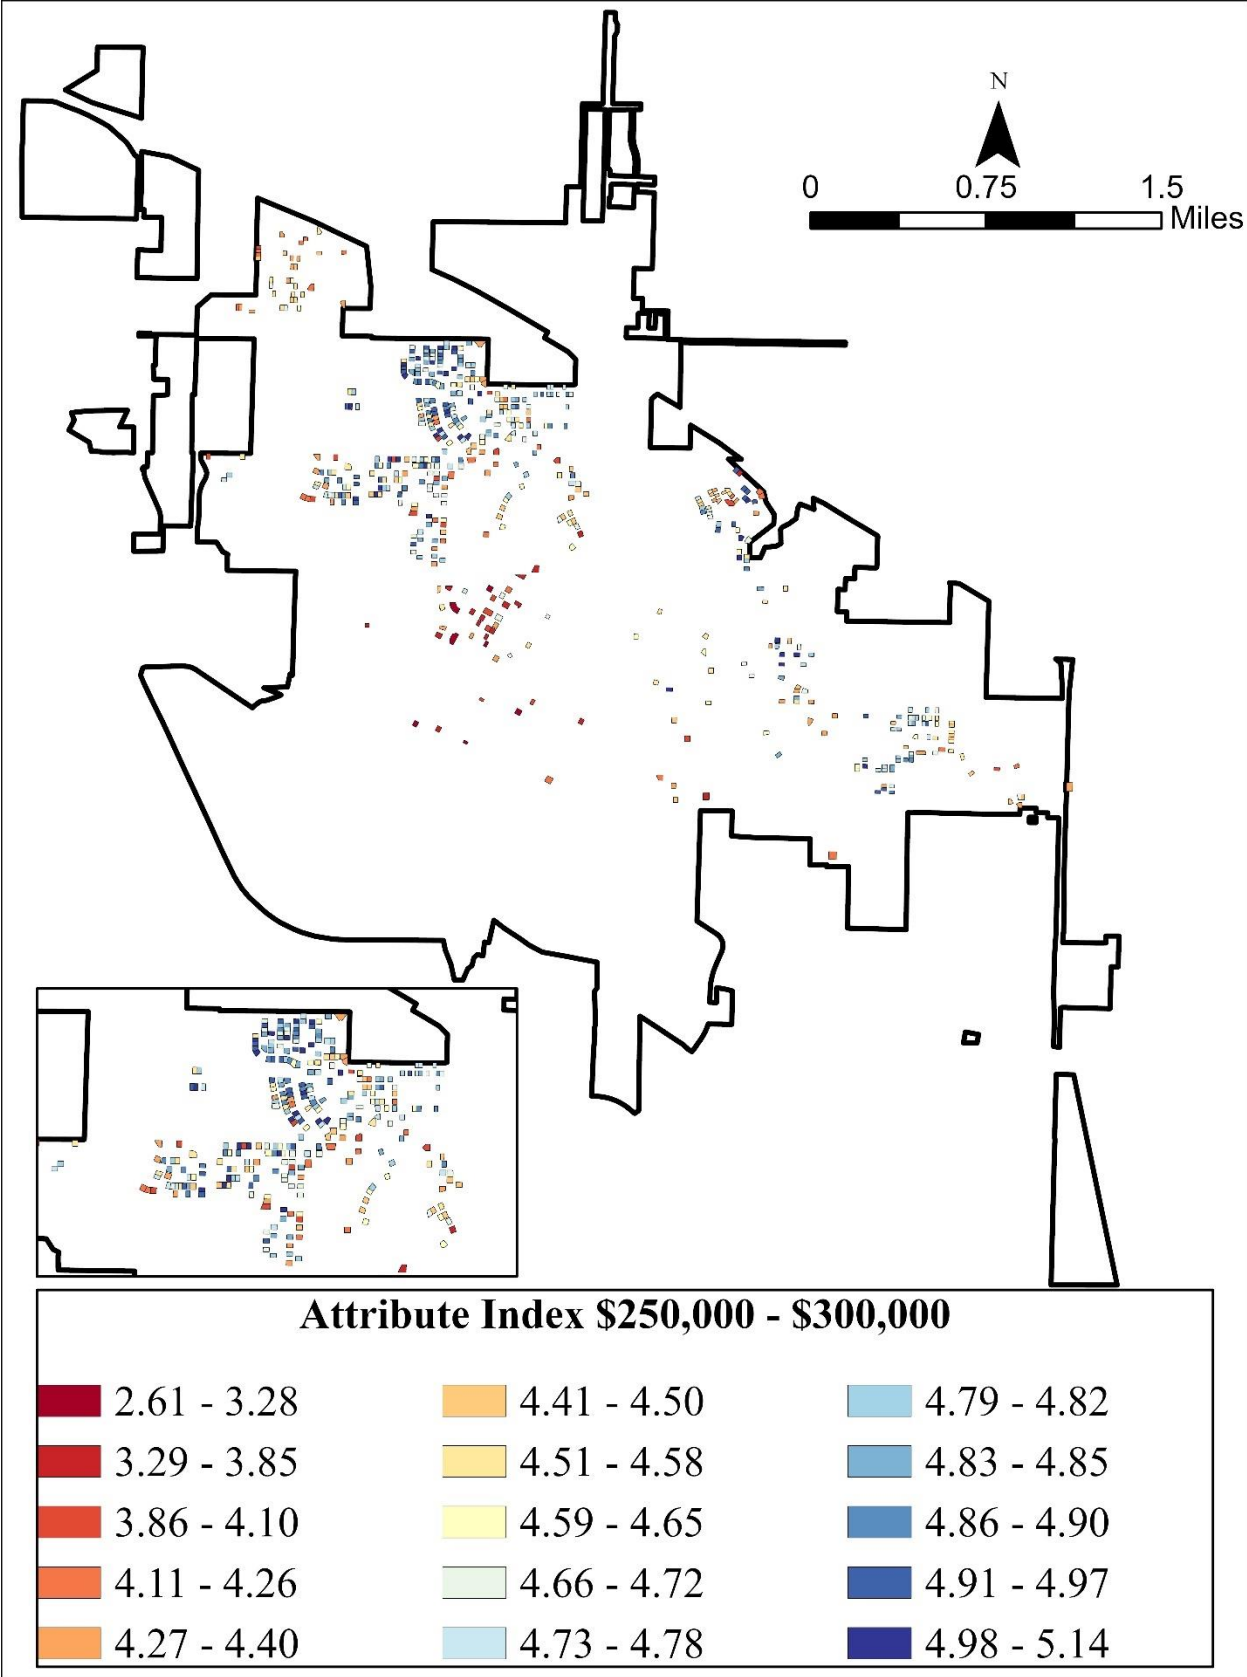 N
0 0.75 1.5
Miles
Attribute Index $250,000 - $300,000
2.61 - 3.28 4.41 - 4.50 4.79 - 4.82
3.29 - 3.85 4.51 - 4.58 4.83 - 4.85
3.86 - 4.10 4.59 - 4.65 4.86 - 4.90
4.11 - 4.26 4.66 - 4.72 4.91 - 4.97
4.27 - 4.40 4.73 - 4.78 4.98 - 5.14